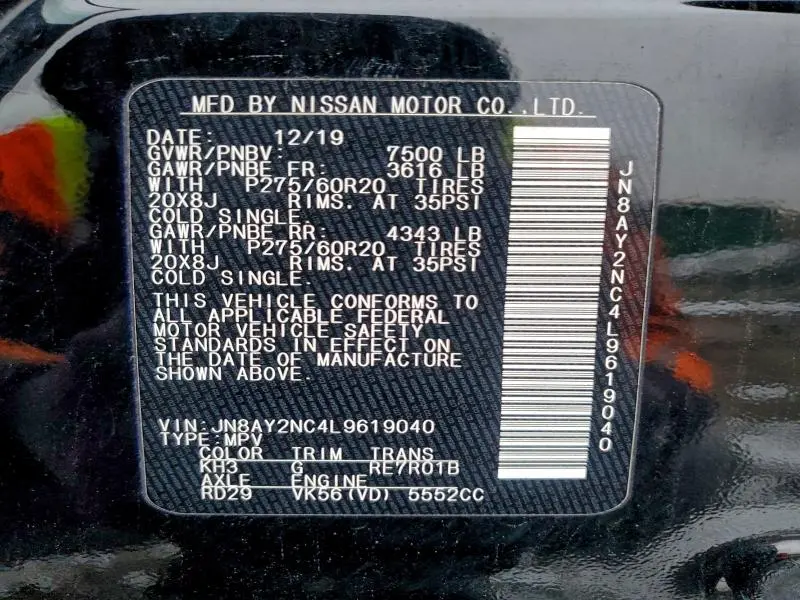 MFD BY NISSAN MOTOR CO.,LTD.
DATE: 12/19
GVWR/PNBV: 7500 LB
GAWR/PNBE FR: 3616 LB
WITH P275/60R20 TIRES
20X8J RIMS. AT 35PSI
COLD SINGLE.
GAWR/PNBE RR: 4343 LB
WITH P275/60R20 TIRES
20X8J RIMS. AT 35PSI
COLD SINGLE.
THIS VEHICLE CONFORMS TO
ALL APPLICABLE FEDERAL
MOTOR VEHICLE SAFETY
STANDARDS IN EFFECT ON
THE DATE OF MANUFACTURE
SHOWN ABOVE.
VIN:JN8AY2NC4L9619040
TYPE:MPV
COLOR TRIM TRANS
KH3 G RE7R01B
AXLE ENGINE
RD29 VK56(VD) 5552CC
JN8AY2NC4L9619040